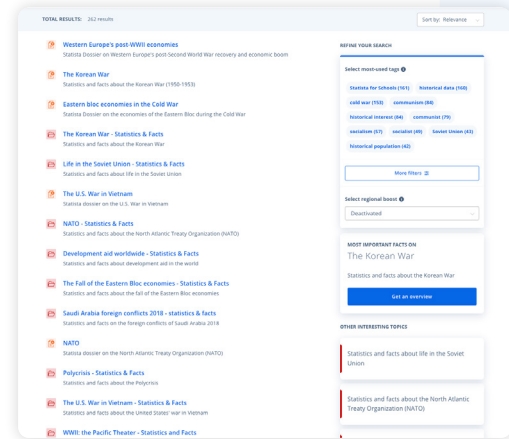 TOTAL RESULTS: 262 results
Sort by: Relevance
Western Europe's post-WWII economies
Statista Dossier on Western Europe's post-Second World War recovery and economic boom
The Korean War
Statistics and facts about the Korean War (1950-1953)
Eastern bloc economies in the Cold War
Statista Dossier on the economies of the Eastern Bloc during the Cold War
The Korean War - Statistics & Facts
Statistics and facts about the Korean War
Life in the Soviet Union - Statistics & Facts
Statistics and facts about life in the Soviet Union
The U.S. War in Vietnam
Statista dossier on the U.S. War in Vietnam
NATO - Statistics & Facts
Statistics and facts about the North Atlantic Treaty Organization (NATO)
Development aid worldwide - Statistics & Facts
Statistics and facts about development aid in the world
The Fall of the Eastern Bloc economies - Statistics & Facts
Statistics and facts about the fall of the Eastern Bloc economies
Saudi Arabia foreign conflicts 2018 - statistics & facts
Statistics and facts on the foreign conflicts of Saudi Arabia 2018
NATO
Statista dossier on the North Atlantic Treaty Organization (NATO)
Polycrisis - Statistics & Facts
Statistics and facts about the Polycrisis
The U.S. War in Vietnam - Statistics & Facts
Statistics and facts about the United States' war in Vietnam
WWII: the Pacific Theater - Statistics and Facts
REFINE YOUR SEARCH
Select most-used tags
Statista for Schools (161) historical data (160)
cold war (153) communism (84)
historical interest (84) communist (79)
socialism (57) socialist (49) Soviet Union (43)
historical population (42)
More filters
Select regional boost
Deactivated
MOST IMPORTANT FACTS ON
The Korean War
Statistics and facts about the Korean War
Get an overview
OTHER INTERESTING TOPICS
Statistics and facts about life in the Soviet
Union
Statistics and facts about the North Atlantic
Treaty Organization (NATO)